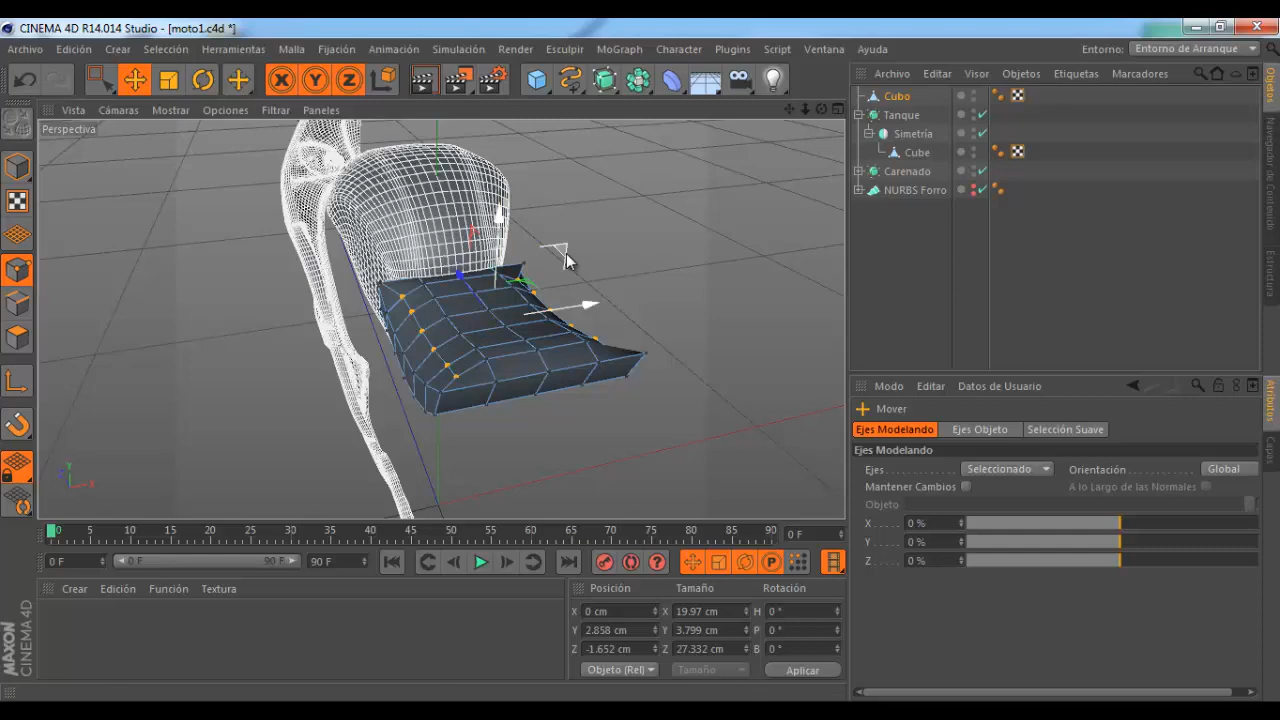 CINEMA 4D R14.014 Studio - [moto1.c4d *]
Archivo Edición Crear Selección Herramientas Malla Fijación Animación Simulación Render Esculpir MoGraph Character Plugins Script Ventana Ayuda Entorno: Entorno de Arranque
X Y Z
Vista Cámaras Mostrar Opciones Filtrar Paneles
Perspectiva
Archivo Editar Visor Objetos Etiquetas Marcadores
Cubo
Tanque
Simetría
Cube
Carenado
NURBS Forro
Objetos
Navegador de Contenido
Estructura
Modo Editar Datos de Usuario
Mover
Ejes Modelando Ejes Objeto Selección Suave
Ejes Modelando
Ejes Seleccionado Orientación Global
Mantener Cambios A lo Largo de las Normales
Objeto
X 0 %
Y 0 %
Z 0 %
Atributos
Capas
0 5 10 15 20 25 30 35 40 45 50 55 60 65 70 75 80 85 90 0 F
0 F 0 F 90 F 90 F P
Crear Edición Función Textura
Posición Tamaño Rotación
X 0 cm X 19.97 cm H 0 °
Y 2.858 cm Y 3.799 cm P 0 °
Z -1.652 cm Z 27.332 cm B 0 °
Objeto (Rel) Tamaño Aplicar
MAXON
CINEMA 4D